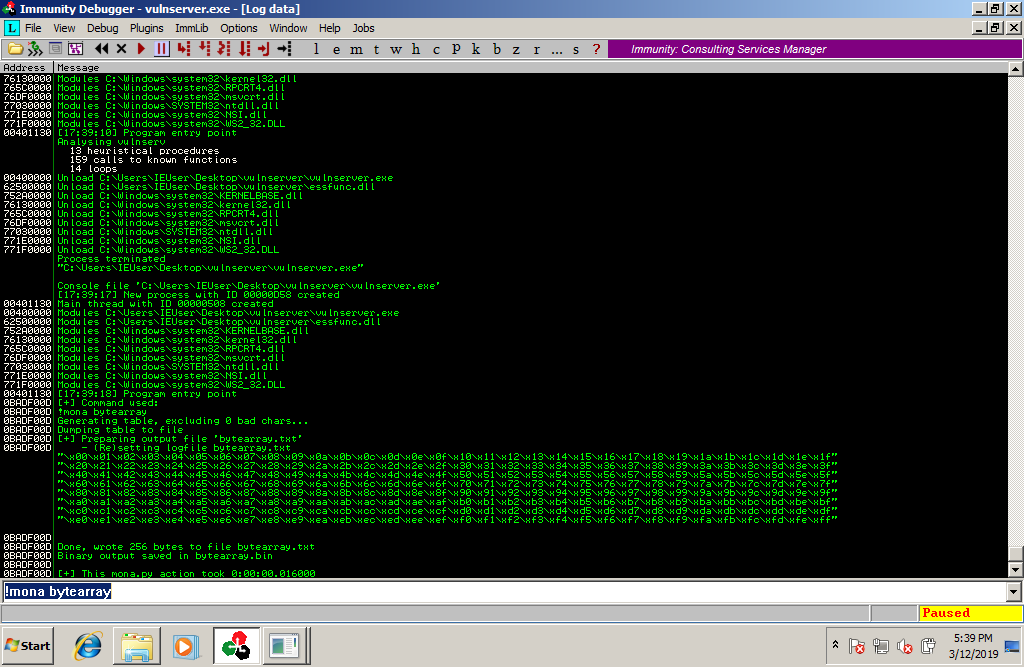 Immunity Debugger - vulnserver.exe - [Log data]
L File View Debug Plugins ImmLib Options Window Help Jobs
l e m t w h c P k b z r ... s ? Immunity: Consulting Services Manager
Address Message
76130000 Modules C:\Windows\system32\kernel32.dll
765C0000 Modules C:\Windows\system32\RPCRT4.dll
76DF0000 Modules C:\Windows\system32\msvcrt.dll
77030000 Modules C:\Windows\SYSTEM32\ntdll.dll
771E0000 Modules C:\Windows\system32\NSI.dll
771F0000 Modules C:\Windows\system32\WS2_32.DLL
00401130 [17:39:10] Program entry point
Analysing vulnserv
13 heuristical procedures
159 calls to known functions
14 loops
00400000 Unload C:\Users\IEUser\Desktop\vulnserver\vulnserver.exe
62500000 Unload C:\Users\IEUser\Desktop\vulnserver\essfunc.dll
752A0000 Unload C:\Windows\system32\KERNELBASE.dll
76130000 Unload C:\Windows\system32\kernel32.dll
765C0000 Unload C:\Windows\system32\RPCRT4.dll
76DF0000 Unload C:\Windows\system32\msvcrt.dll
77030000 Unload C:\Windows\SYSTEM32\ntdll.dll
771E0000 Unload C:\Windows\system32\NSI.dll
771F0000 Unload C:\Windows\system32\WS2_32.DLL
Process terminated
"C:\Users\IEUser\Desktop\vulnserver\vulnserver.exe"
Console file 'C:\Users\IEUser\Desktop\vulnserver\vulnserver.exe'
[17:39:17] New process with ID 00000D58 created
00401130 Main thread with ID 00000508 created
00400000 Modules C:\Users\IEUser\Desktop\vulnserver\vulnserver.exe
62500000 Modules C:\Users\IEUser\Desktop\vulnserver\essfunc.dll
752A0000 Modules C:\Windows\system32\KERNELBASE.dll
76130000 Modules C:\Windows\system32\kernel32.dll
765C0000 Modules C:\Windows\system32\RPCRT4.dll
76DF0000 Modules C:\Windows\system32\msvcrt.dll
77030000 Modules C:\Windows\SYSTEM32\ntdll.dll
771E0000 Modules C:\Windows\system32\NSI.dll
771F0000 Modules C:\Windows\system32\WS2_32.DLL
00401130 [17:39:18] Program entry point
0BADF00D [+] Command used:
0BADF00D !mona bytearray
0BADF00D Generating table, excluding 0 bad chars...
0BADF00D Dumping table to file
0BADF00D [+] Preparing output file 'bytearray.txt'
0BADF00D - (Re)setting logfile bytearray.txt
"\x00\x01\x02\x03\x04\x05\x06\x07\x08\x09\x0a\x0b\x0c\x0d\x0e\x0f\x10\x11\x12\x13\x14\x15\x16\x17\x18\x19\x1a\x1b\x1c\x1d\x1e\x1f"
"\x20\x21\x22\x23\x24\x25\x26\x27\x28\x29\x2a\x2b\x2c\x2d\x2e\x2f\x30\x31\x32\x33\x34\x35\x36\x37\x38\x39\x3a\x3b\x3c\x3d\x3e\x3f"
"\x40\x41\x42\x43\x44\x45\x46\x47\x48\x49\x4a\x4b\x4c\x4d\x4e\x4f\x50\x51\x52\x53\x54\x55\x56\x57\x58\x59\x5a\x5b\x5c\x5d\x5e\x5f"
"\x60\x61\x62\x63\x64\x65\x66\x67\x68\x69\x6a\x6b\x6c\x6d\x6e\x6f\x70\x71\x72\x73\x74\x75\x76\x77\x78\x79\x7a\x7b\x7c\x7d\x7e\x7f"
"\x80\x81\x82\x83\x84\x85\x86\x87\x88\x89\x8a\x8b\x8c\x8d\x8e\x8f\x90\x91\x92\x93\x94\x95\x96\x97\x98\x99\x9a\x9b\x9c\x9d\x9e\x9f"
"\xa0\xa1\xa2\xa3\xa4\xa5\xa6\xa7\xa8\xa9\xaa\xab\xac\xad\xae\xaf\xb0\xb1\xb2\xb3\xb4\xb5\xb6\xb7\xb8\xb9\xba\xbb\xbc\xbd\xbe\xbf"
"\xc0\xc1\xc2\xc3\xc4\xc5\xc6\xc7\xc8\xc9\xca\xcb\xcc\xcd\xce\xcf\xd0\xd1\xd2\xd3\xd4\xd5\xd6\xd7\xd8\xd9\xda\xdb\xdc\xdd\xde\xdf"
"\xe0\xe1\xe2\xe3\xe4\xe5\xe6\xe7\xe8\xe9\xea\xeb\xec\xed\xee\xef\xf0\xf1\xf2\xf3\xf4\xf5\xf6\xf7\xf8\xf9\xfa\xfb\xfc\xfd\xfe\xff"
0BADF00D
0BADF00D Done, wrote 256 bytes to file bytearray.txt
0BADF00D Binary output saved in bytearray.bin
0BADF00D
0BADF00D [+] This mona.py action took 0:00:00.016000
!mona bytearray
Paused
Start
5:39 PM
3/12/2019